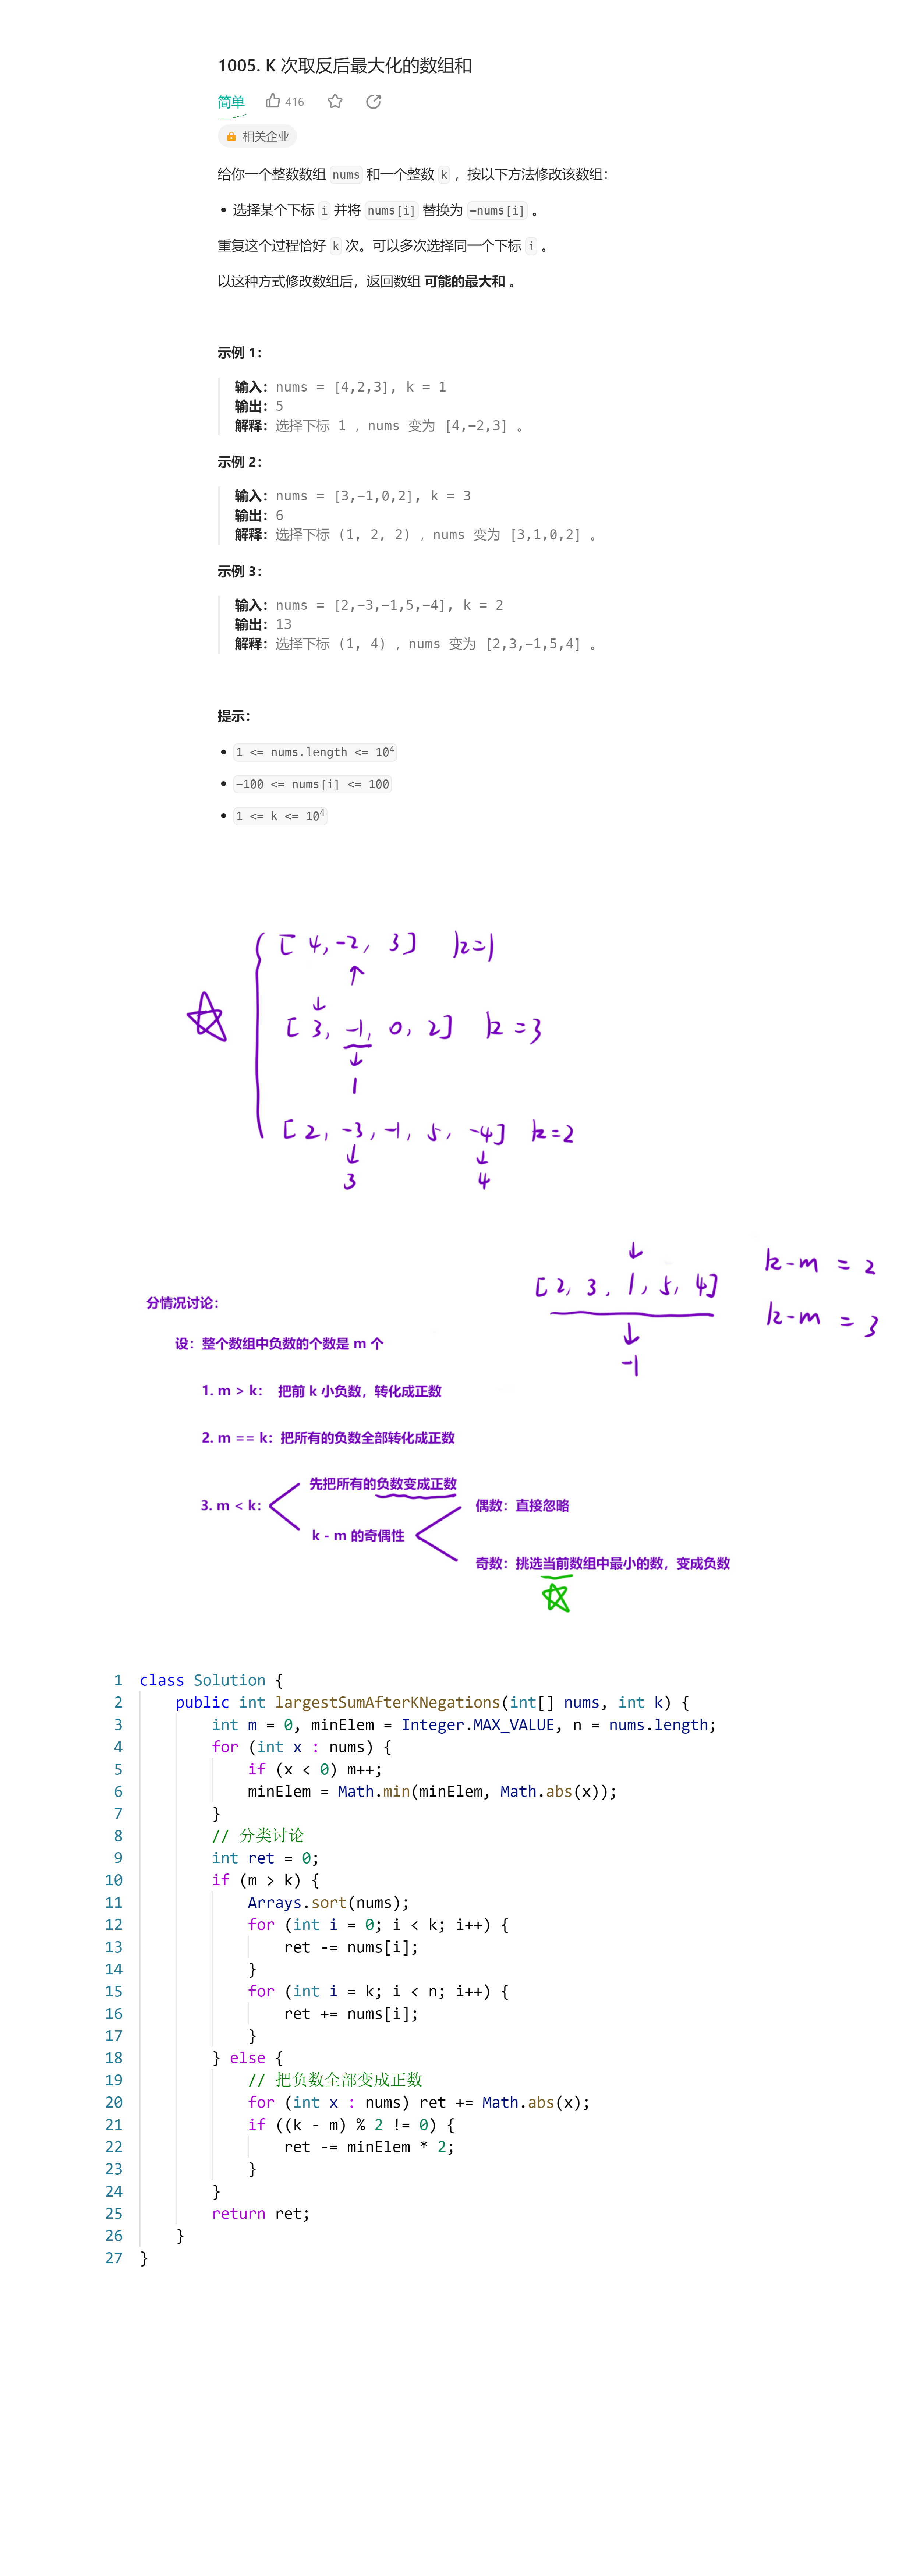 1005. K 次取反后最大化的数组和
简单 416
相关企业
给你一个整数数组 nums 和一个整数 k ，按以下方法修改该数组：
• 选择某个下标 i 并将 nums[i] 替换为 -nums[i] 。
重复这个过程恰好 k 次。可以多次选择同一个下标 i 。
以这种方式修改数组后，返回数组 可能的最大和 。
示例 1：
输入：nums = [4,2,3], k = 1
输出：5
解释：选择下标 1 ，nums 变为 [4,-2,3] 。
示例 2：
输入：nums = [3,-1,0,2], k = 3
输出：6
解释：选择下标 (1, 2, 2) ，nums 变为 [3,1,0,2] 。
示例 3：
输入：nums = [2,-3,-1,5,-4], k = 2
输出：13
解释：选择下标 (1, 4) ，nums 变为 [2,3,-1,5,4] 。
提示：
• 1 <= nums.length <= 10⁴
• -100 <= nums[i] <= 100
• 1 <= k <= 10⁴
[ 4, -2, 3 ] k=1
↑
↓
[ 3, -1, 0, 2 ] k =3
↓
1
[ 2, -3, -1, 5, -4 ] k=2
↓ ↓
3 4
↓
[ 2, 3, 1, 5, 4 ] k-m = 2
k-m = 3
↓
-1
分情况讨论：
设：整个数组中负数的个数是 m 个
1. m > k： 把前 k 小负数，转化成正数
2. m == k：把所有的负数全部转化成正数
3. m < k：
先把所有的负数变成正数
k - m 的奇偶性
偶数：直接忽略
奇数：挑选当前数组中最小的数，变成负数
1 class Solution {
2 public int largestSumAfterKNegations(int[] nums, int k) {
3 int m = 0, minElem = Integer.MAX_VALUE, n = nums.length;
4 for (int x : nums) {
5 if (x < 0) m++;
6 minElem = Math.min(minElem, Math.abs(x));
7 }
8 // 分类讨论
9 int ret = 0;
10 if (m > k) {
11 Arrays.sort(nums);
12 for (int i = 0; i < k; i++) {
13 ret -= nums[i];
14 }
15 for (int i = k; i < n; i++) {
16 ret += nums[i];
17 }
18 } else {
19 // 把负数全部变成正数
20 for (int x : nums) ret += Math.abs(x);
21 if ((k - m) % 2 != 0) {
22 ret -= minElem * 2;
23 }
24 }
25 return ret;
26 }
27 }